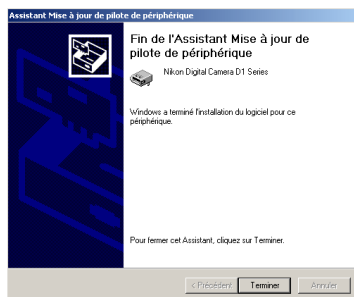 Assistant Mise à jour de pilote de périphérique
Fin de l'Assistant Mise à jour de
pilote de périphérique
Nikon Digital Camera D1 Series
Windows a terminé l'installation du logiciel pour ce
périphérique.
Pour fermer cet Assistant, cliquez sur Terminer.
< Précédent
Terminer
Annuler